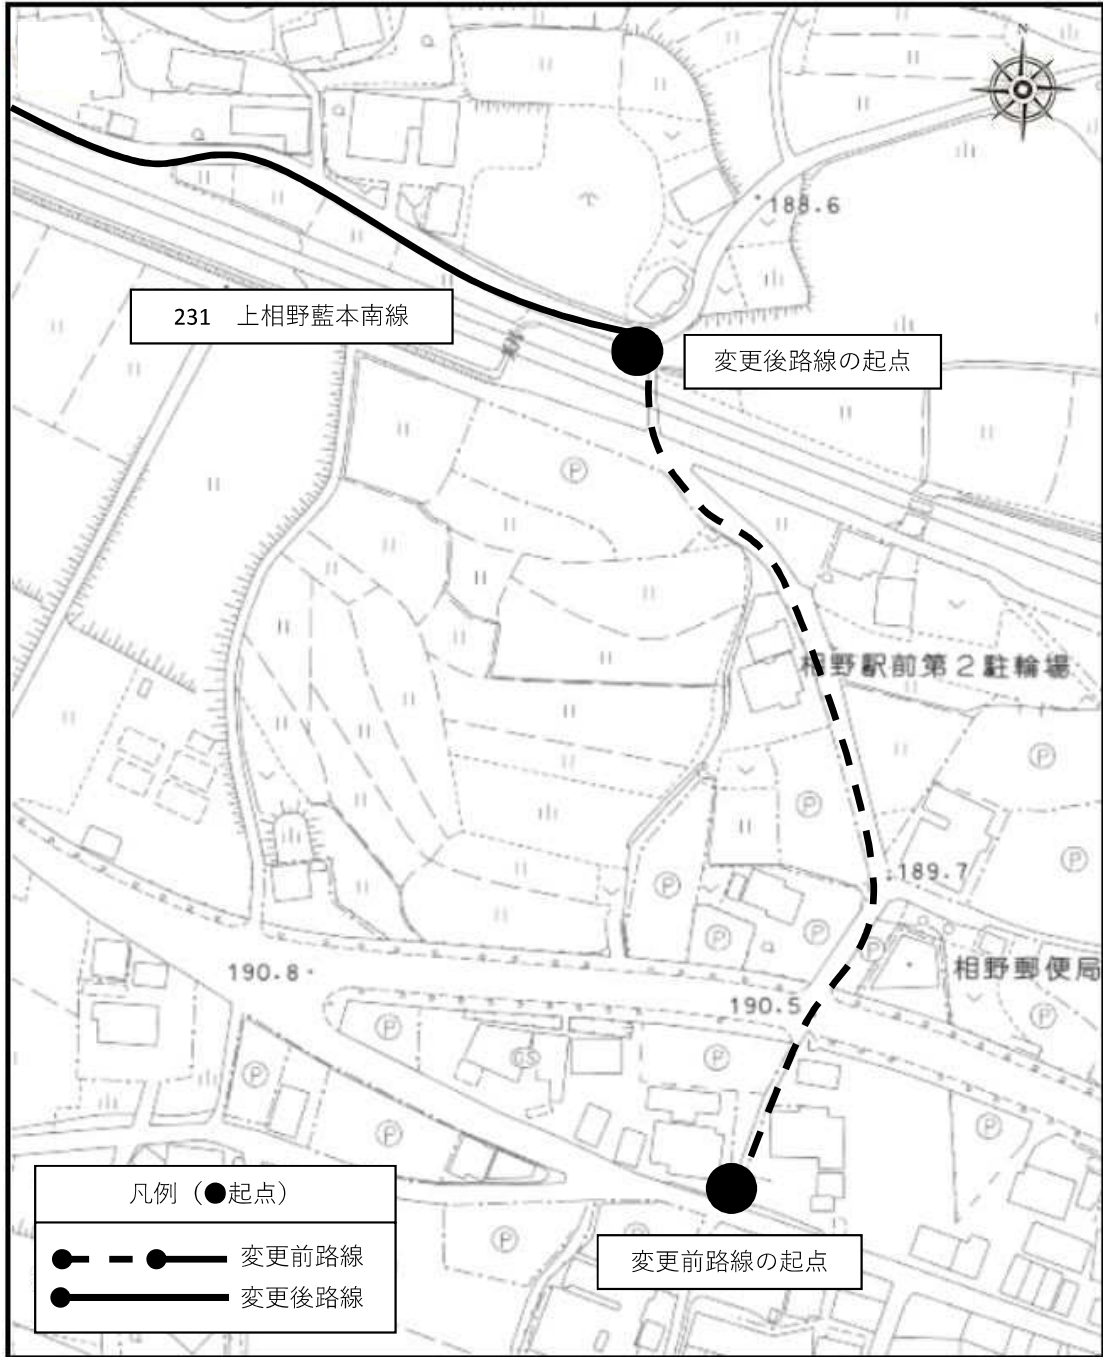 N
188.6
231 上相野藍本南線
変更後路線の起点
Ⓟ
相野駅前第2駐輪場
Ⓟ
Ⓟ
Ⓟ
189.7
Ⓟ
Ⓟ
Ⓟ
Ⓟ
相野郵便局
190.8
190.5
Ⓟ
Ⓟ
GS
Ⓟ
Ⓟ
Ⓟ
Ⓟ
凡例（●起点）
変更前路線
変更後路線
Ⓟ
変更前路線の起点